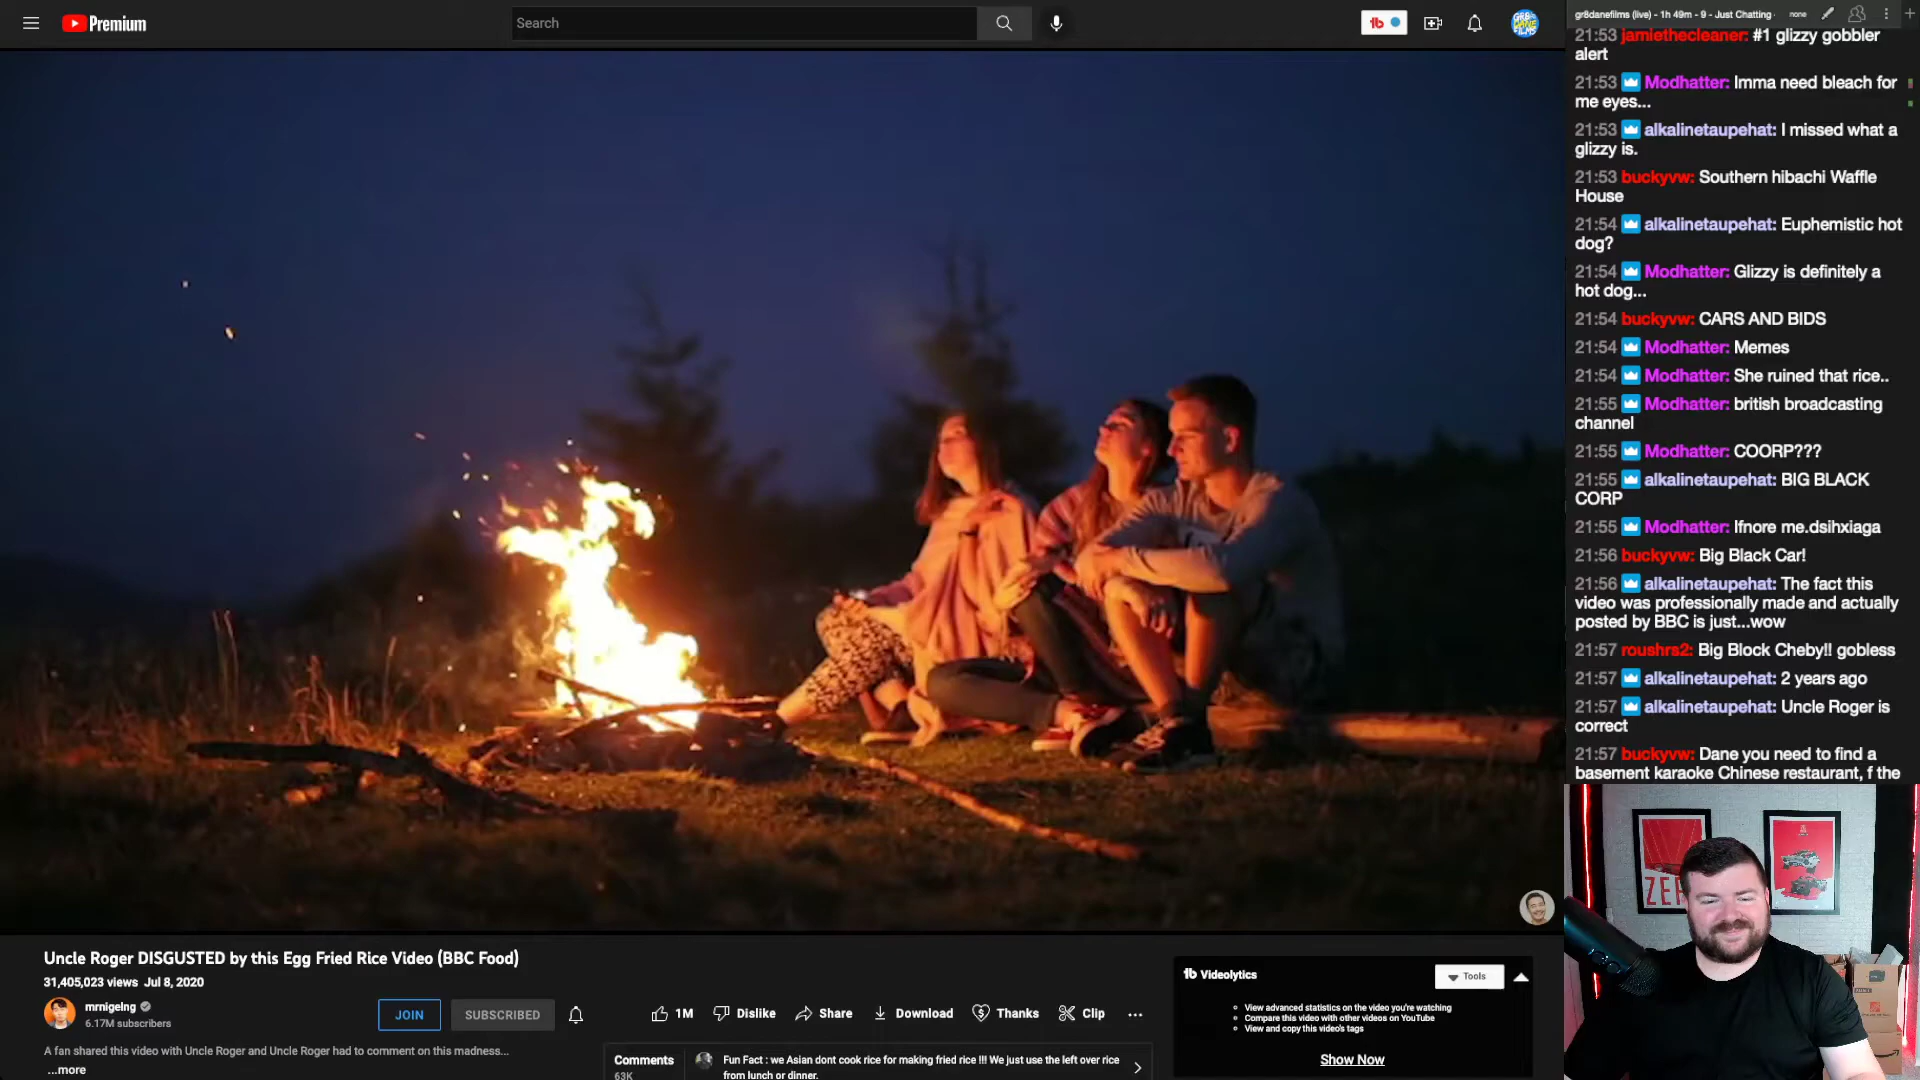 Premium
Search
gr8danefilms (live) - 1h 49m - 9 - Just Chatting
none
21:53 jamiethecleaner: #1 glizzy gobbler
alert
21:53 Modhatter: Imma need bleach for
me eyes...
21:53 alkalinetaupehat: I missed what a
glizzy is.
21:53 buckyvw: Southern hibachi Waffle
House
21:54 alkalinetaupehat: Euphemistic hot
dog?
21:54 Modhatter: Glizzy is definitely a
hot dog...
21:54 buckyvw: CARS AND BIDS
21:54 Modhatter: Memes
21:54 Modhatter: She ruined that rice..
21:55 Modhatter: british broadcasting
channel
21:55 Modhatter: COORP???
21:55 alkalinetaupehat: BIG BLACK
CORP
21:55 Modhatter: Ifnore me.dsihxiaga
21:56 buckyvw: Big Black Car!
21:56 alkalinetaupehat: The fact this
video was professionally made and actually
posted by BBC is just...wow
21:57 roushrs2: Big Block Cheby!! gobless
21:57 alkalinetaupehat: 2 years ago
21:57 alkalinetaupehat: Uncle Roger is
correct
21:57 buckyvw: Dane you need to find a
basement karaoke Chinese restaurant, f the
Uncle Roger DISGUSTED by this Egg Fried Rice Video (BBC Food)
31,405,023 views Jul 8, 2020
mrnigelng
6.17M subscribers
JOIN
SUBSCRIBED
1M
Dislike
Share
Download
Thanks
Clip
A fan shared this video with Uncle Roger and Uncle Roger had to comment on this madness...
...more
Comments
63K
Fun Fact : we Asian dont cook rice for making fried rice !!! We just use the left over rice
from lunch or dinner.
tb Videolytics
Tools
View advanced statistics on the video you're watching
Compare this video with other videos on YouTube
View and copy this video's tags
Show Now